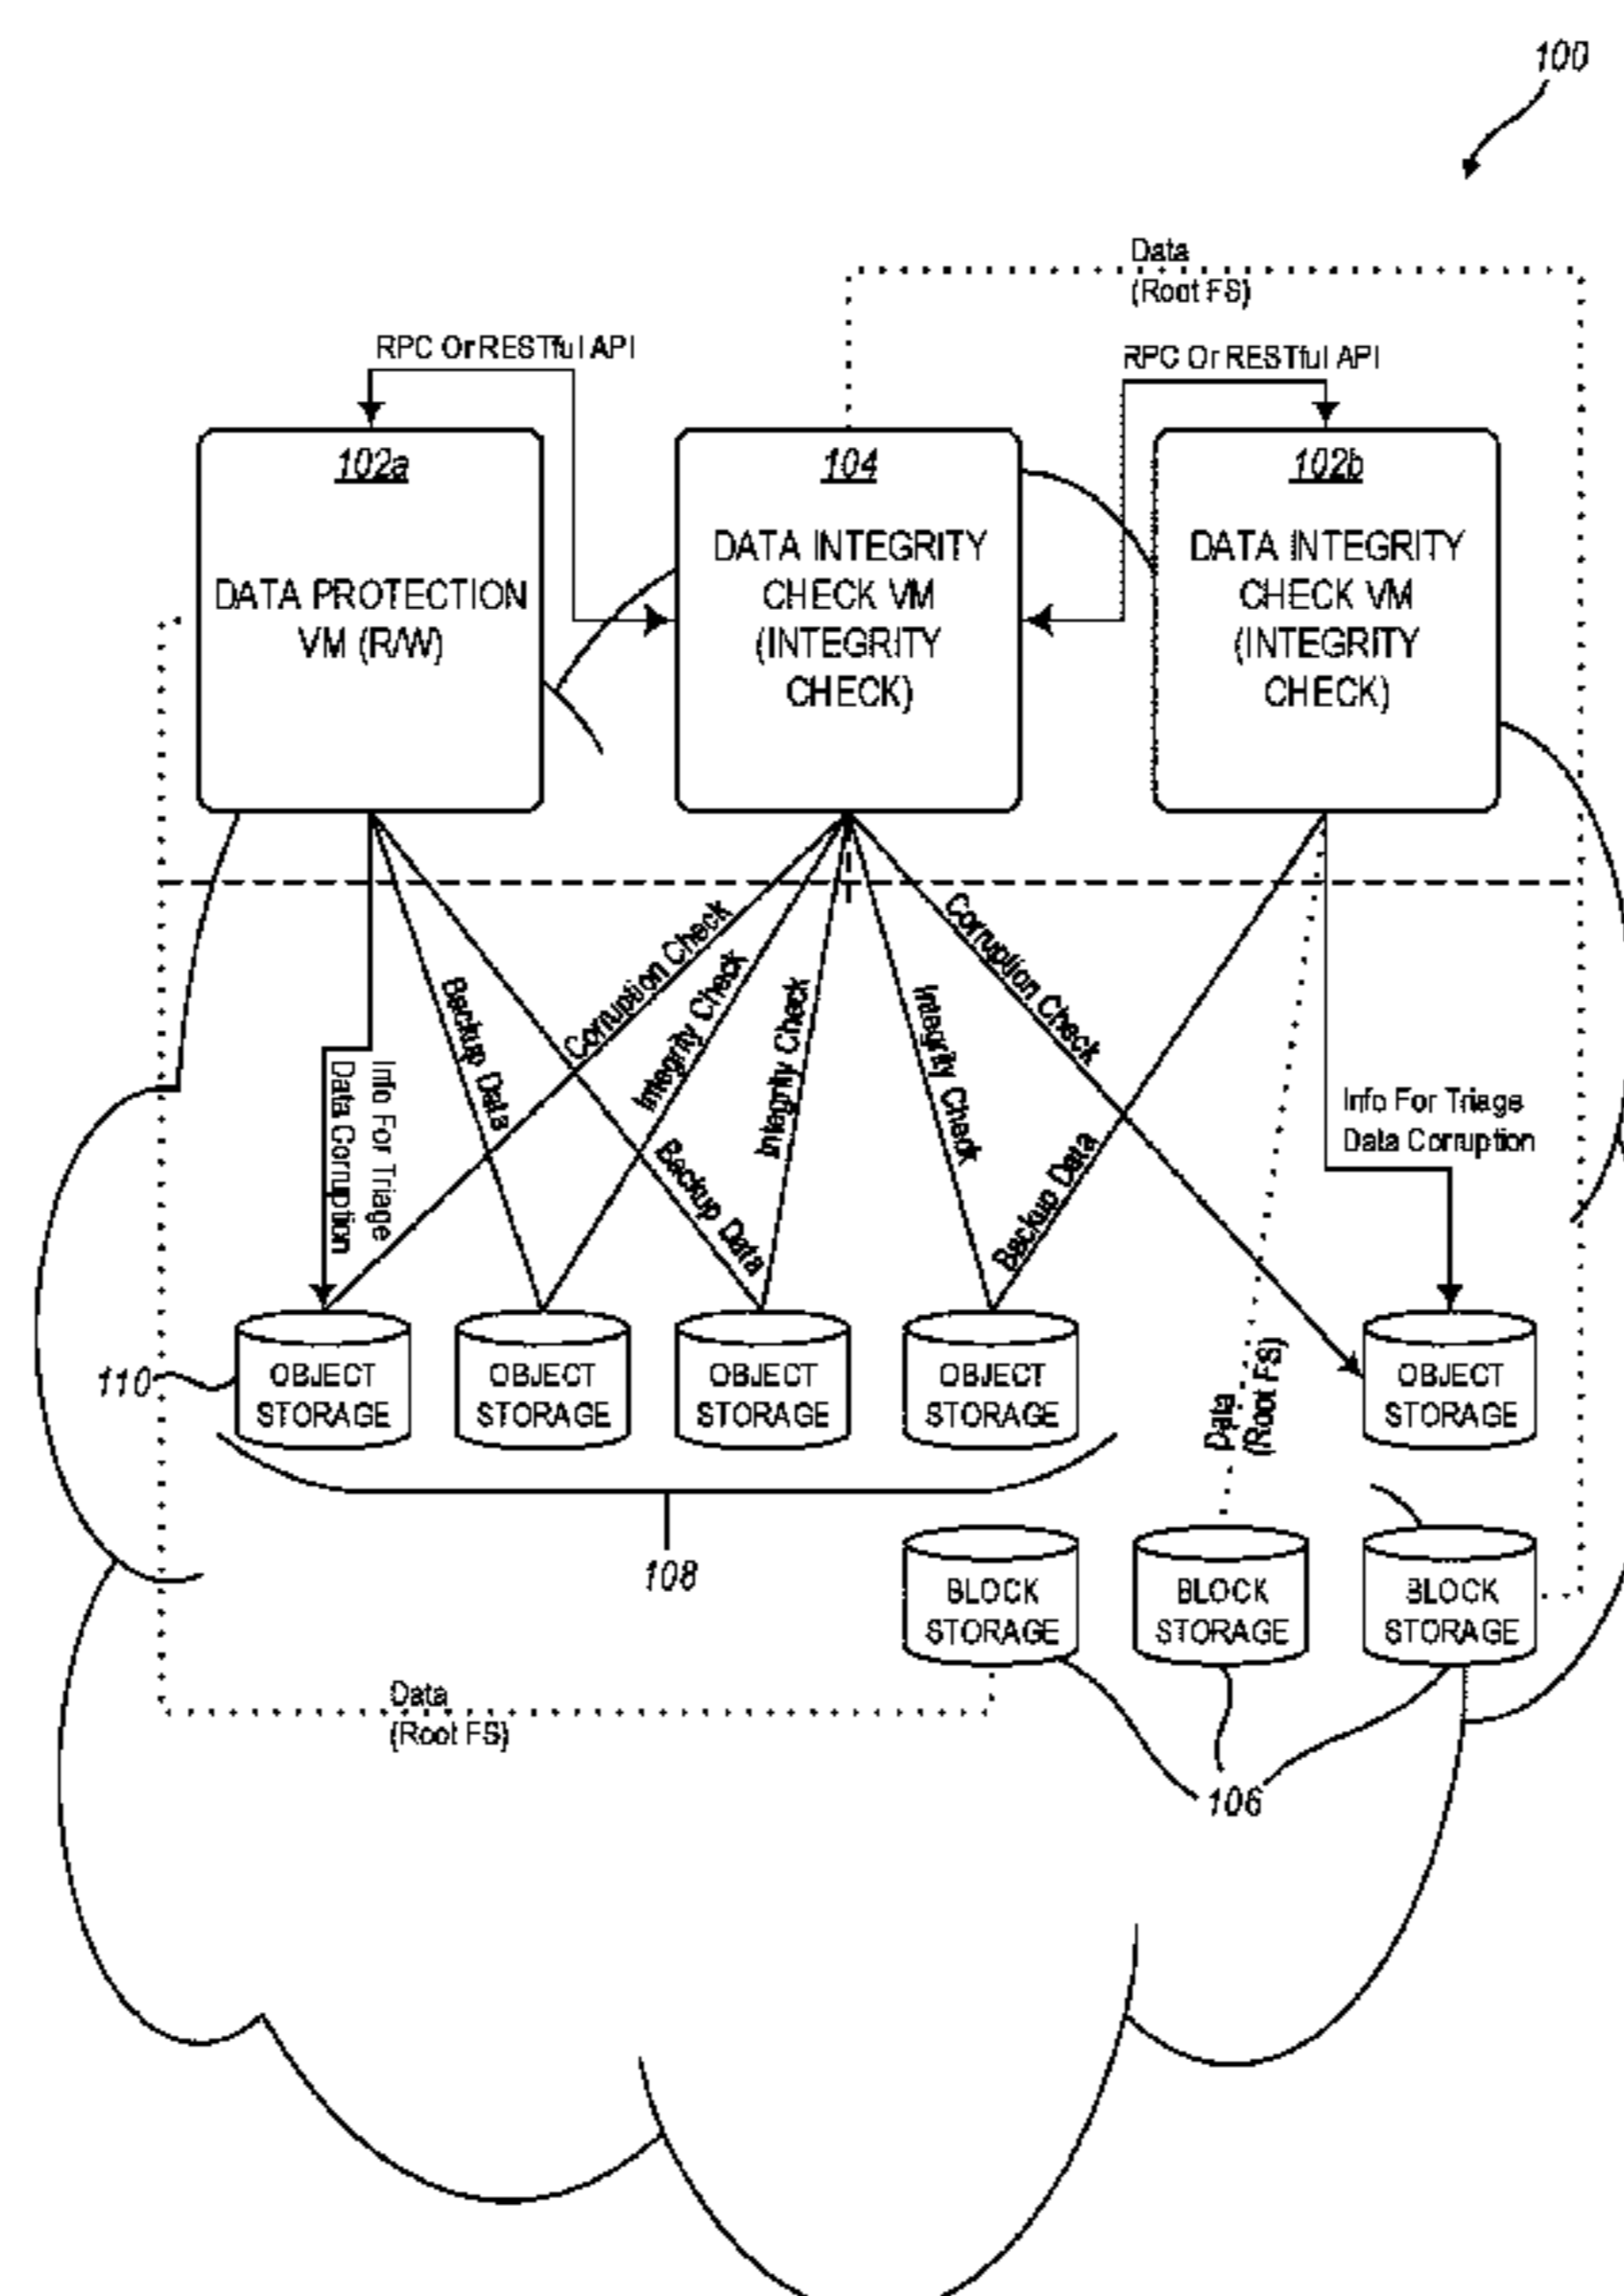 100
Data
(Root FS)
RPC Or RESTful API
RPC Or RESTful API
102a
DATA PROTECTION
VM (R/W)
104
DATA INTEGRITY
CHECK VM
(INTEGRITY
CHECK)
102b
DATA INTEGRITY
CHECK VM
(INTEGRITY
CHECK)
Info For Triage
Data Corruption
Backup Data
Corruption Check
Integrity Check
Backup Data
Integrity Check
Integrity Check
Corruption Check
Backup Data
Info For Triage
Data Corruption
Data
(Root FS)
110
OBJECT
STORAGE
OBJECT
STORAGE
OBJECT
STORAGE
OBJECT
STORAGE
OBJECT
STORAGE
108
BLOCK
STORAGE
BLOCK
STORAGE
BLOCK
STORAGE
Data
(Root FS)
106